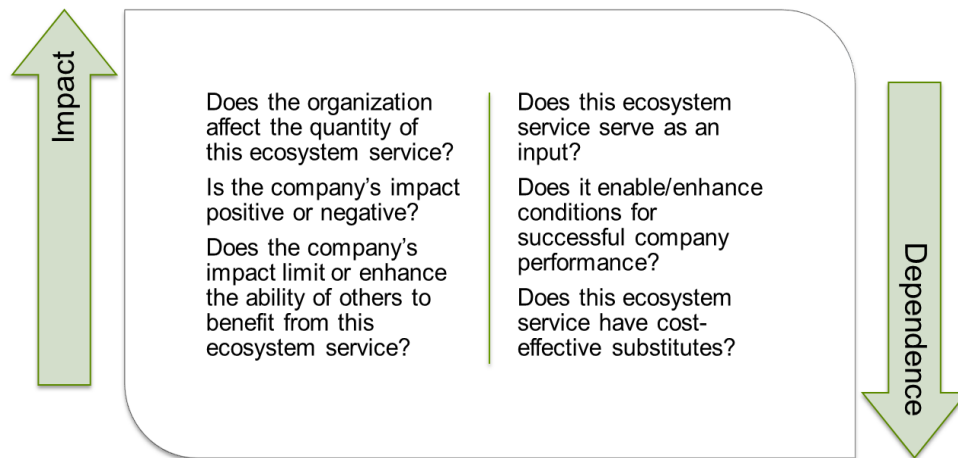 Impact
Does the organization
affect the quantity of
this ecosystem service?
Is the company's impact
positive or negative?
Does the company's
impact limit or enhance
the ability of others to
benefit from this
ecosystem service?
Does this ecosystem
service serve as an
input?
Does it enable/enhance
conditions for
successful company
performance?
Does this ecosystem
service have cost-
effective substitutes?
Dependence